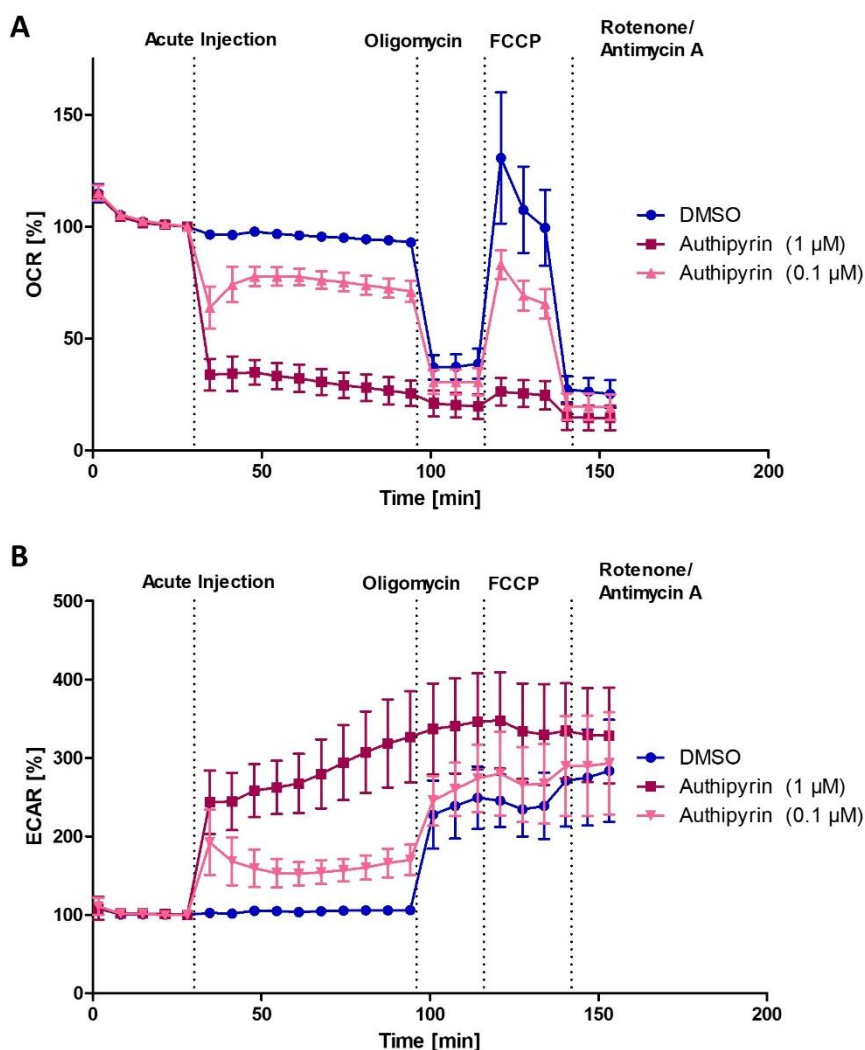 A
Acute Injection
Oligomycin
FCCP
Rotenone/
Antimycin A
150
100
50
0
OCR [%]
0
50
100
150
200
Time [min]
DMSO
Authipyrin (1 µM)
Authipyrin (0.1 µM)
B
Acute Injection
Oligomycin
FCCP
Rotenone/
Antimycin A
500
400
300
200
100
0
ECAR [%]
0
50
100
150
200
Time [min]
DMSO
Authipyrin (1 µM)
Authipyrin (0.1 µM)